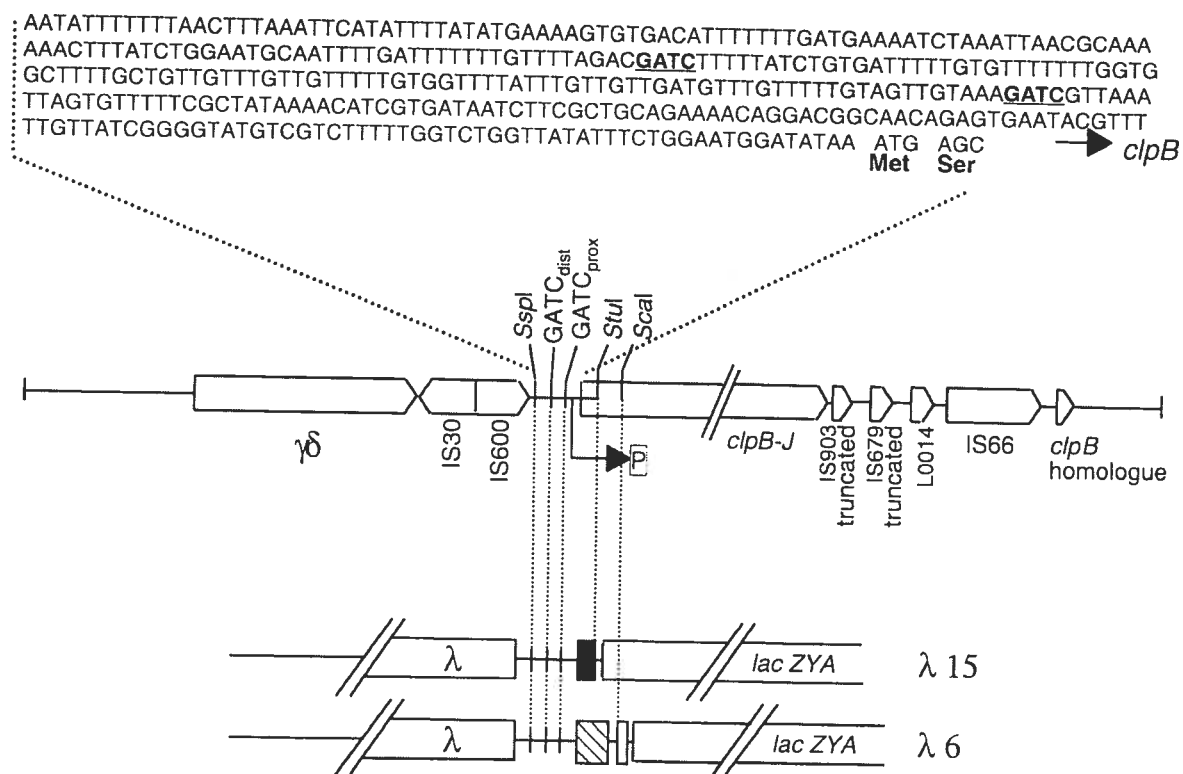 AATATTTTTTTAACTTTAAATTCATATTTTATATGAAAAGTGTGACATTTTTTTGATGAAAATCTAAATTAACGCAAA
AAACTTTATCTGGAATGCAATTTTGATTTTTTTGTTTTAGACGATCTTTTTATCTGTGATTTTTGTGTTTTTTTGGTG
GCTTTTGCTGTTGTTTGTTGTTTTTGTGGTTTTTATTTGTTGTTGATGTTTGTTTTTGTAGTTGTAAAGATCGTTAAA
TTAGTGTTTTTCGCTATAAAACATCGTGATAATCTTCGCTGCAGAAAACAGGACGGCAACAGAGTGAATACGTTT
TTGTTATCGGGGTATGTCGTCTTTTTGGTCTGGTTATATTTCTGGAATGGATATAA ATG AGC
Met Ser
clpB
SspI
GATCdist
GATCprox
StuI
ScaI
γδ
IS30
IS600
P
clpB-J
IS903
truncated
IS679
truncated
L0014
IS66
clpB
homologue
λ
lac ZYA
λ 15
λ
lac ZYA
λ 6